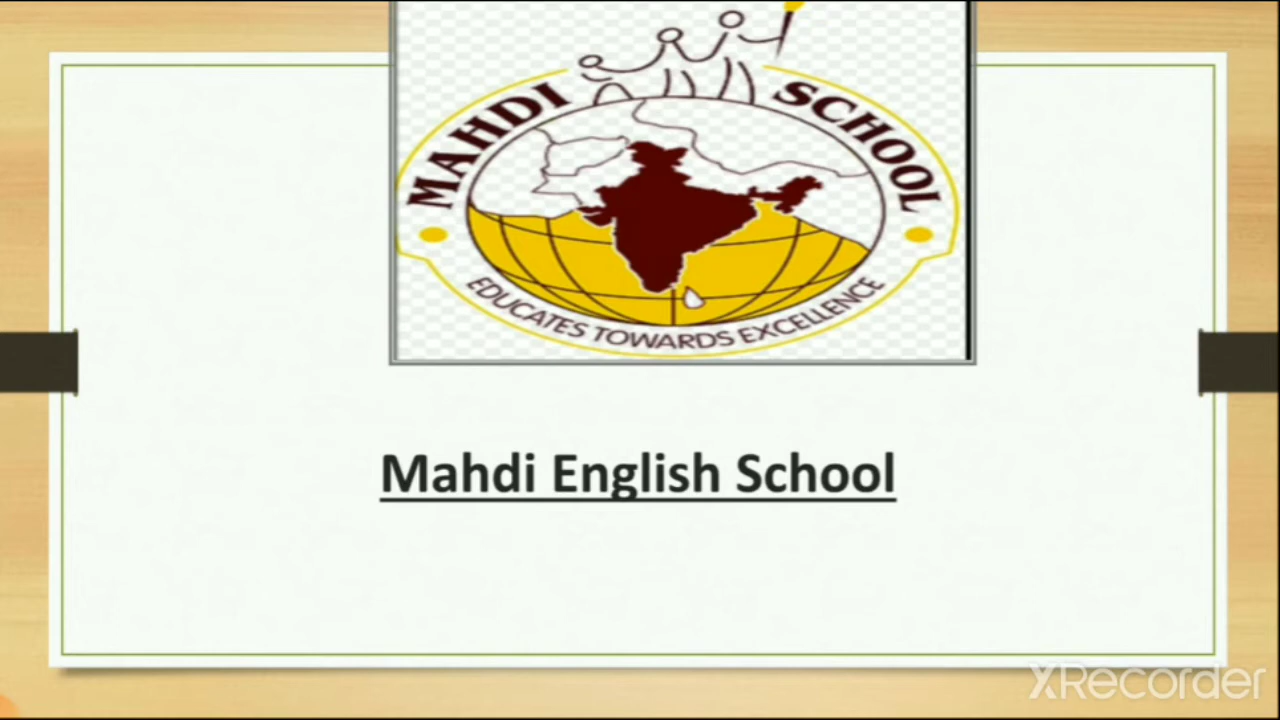 MAHDI SCHOOL
EDUCATES TOWARDS EXCELLENCE
Mahdi English School
XRecorder